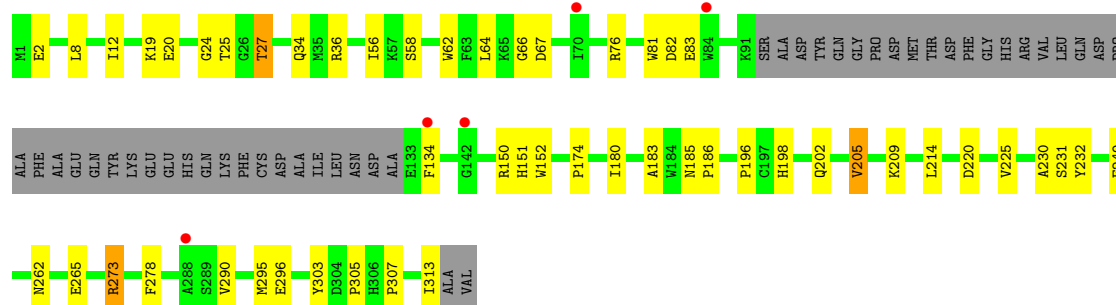 M1 E2 L8 I12 K19 E20 G24 T25 G26 T27 Q34 M35 R36 I56 K57 S58 W62 F63 L64 K65 G66 D67 I70 R76 W81 D82 E83 W84 K91 SER ALA ASP TYR GLN GLY PRO ASP MET THR ASP PHE GLY HIS ARG VAL LEU GLN ASP
ALA PHE ALA GLU GLN TYR LYS GLU GLU HIS GLN LYS PHE CYS ASP ALA ILE LEU ASN ASP ALA E133 F134 G142 R150 H151 W152 P174 I180 A183 W184 N185 P186 P196 C197 H198 Q202 V205 K209 L214 D220 V225 A230 S231 Y232
N262 E265 R273 F278 A288 S289 V290 M295 E296 Y303 D304 P305 H306 P307 I313 ALA VAL